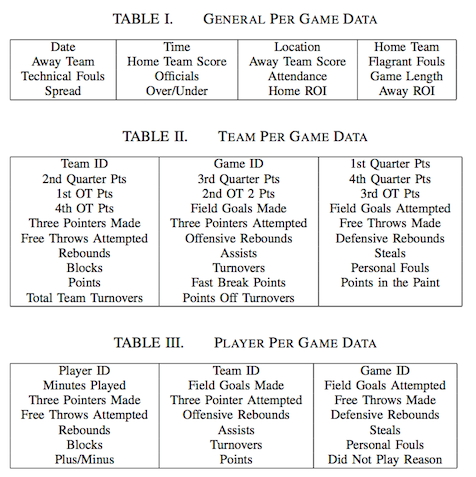 TABLE I. GENERAL PER GAME DATA
Date Time Location Home Team
Away Team Home Team Score Away Team Score Flagrant Fouls
Technical Fouls Officials Attendance Game Length
Spread Over/Under Home ROI Away ROI
TABLE II. TEAM PER GAME DATA
Team ID Game ID 1st Quarter Pts
2nd Quarter Pts 3rd Quarter Pts 4th Quarter Pts
1st OT Pts 2nd OT 2 Pts 3rd OT Pts
4th OT Pts Field Goals Made Field Goals Attempted
Three Pointers Made Three Pointers Attempted Free Throws Made
Free Throws Attempted Offensive Rebounds Defensive Rebounds
Rebounds Assists Steals
Blocks Turnovers Personal Fouls
Points Fast Break Points Points in the Paint
Total Team Turnovers Points Off Turnovers
TABLE III. PLAYER PER GAME DATA
Player ID Team ID Game ID
Minutes Played Field Goals Made Field Goals Attempted
Three Pointers Made Three Pointer Attempted Free Throws Made
Free Throws Attempted Offensive Rebounds Defensive Rebounds
Rebounds Assists Steals
Blocks Turnovers Personal Fouls
Plus/Minus Points Did Not Play Reason